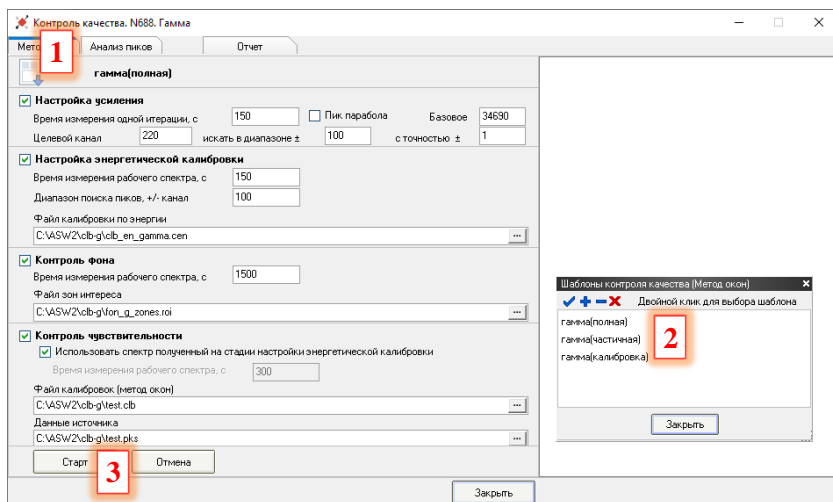 Контроль качества. N688. Гамма
Мето
1
Анализ пиков
Отчет
гамма(полная)
Настройка усиления
Время измерения одной итерации, с 150 Пик парабола Базовое 34690
Целевой канал 220 искать в диапазоне ± 100 с точностью ± 1
Настройка энергетической калибровки
Время измерения рабочего спектра, с 150
Диапазон поиска пиков, +/- канал 100
Файл калибровки по энергии
C:\ASW2\clb-g\clb_en_gamma.cen ...
Контроль фона
Время измерения рабочего спектра, с 1500
Файл зон интереса
C:\ASW2\clb-g\fon_g_zones.roi ...
Контроль чувствительности
Использовать спектр полученный на стадии настройки энергетической калибровки
Время измерения рабочего спектра, с 300
Файл калибровок (метод окон)
C:\ASW2\clb-g\test.clb ...
Данные источника
C:\ASW2\clb-g\test.pks ...
Старт
3
Отмена
Закрыть
Шаблоны контроля качества (Метод окон)
Двойной клик для выбора шаблона
гамма(полная)
гамма(частичная)
гамма(калибровка)
2
Закрыть